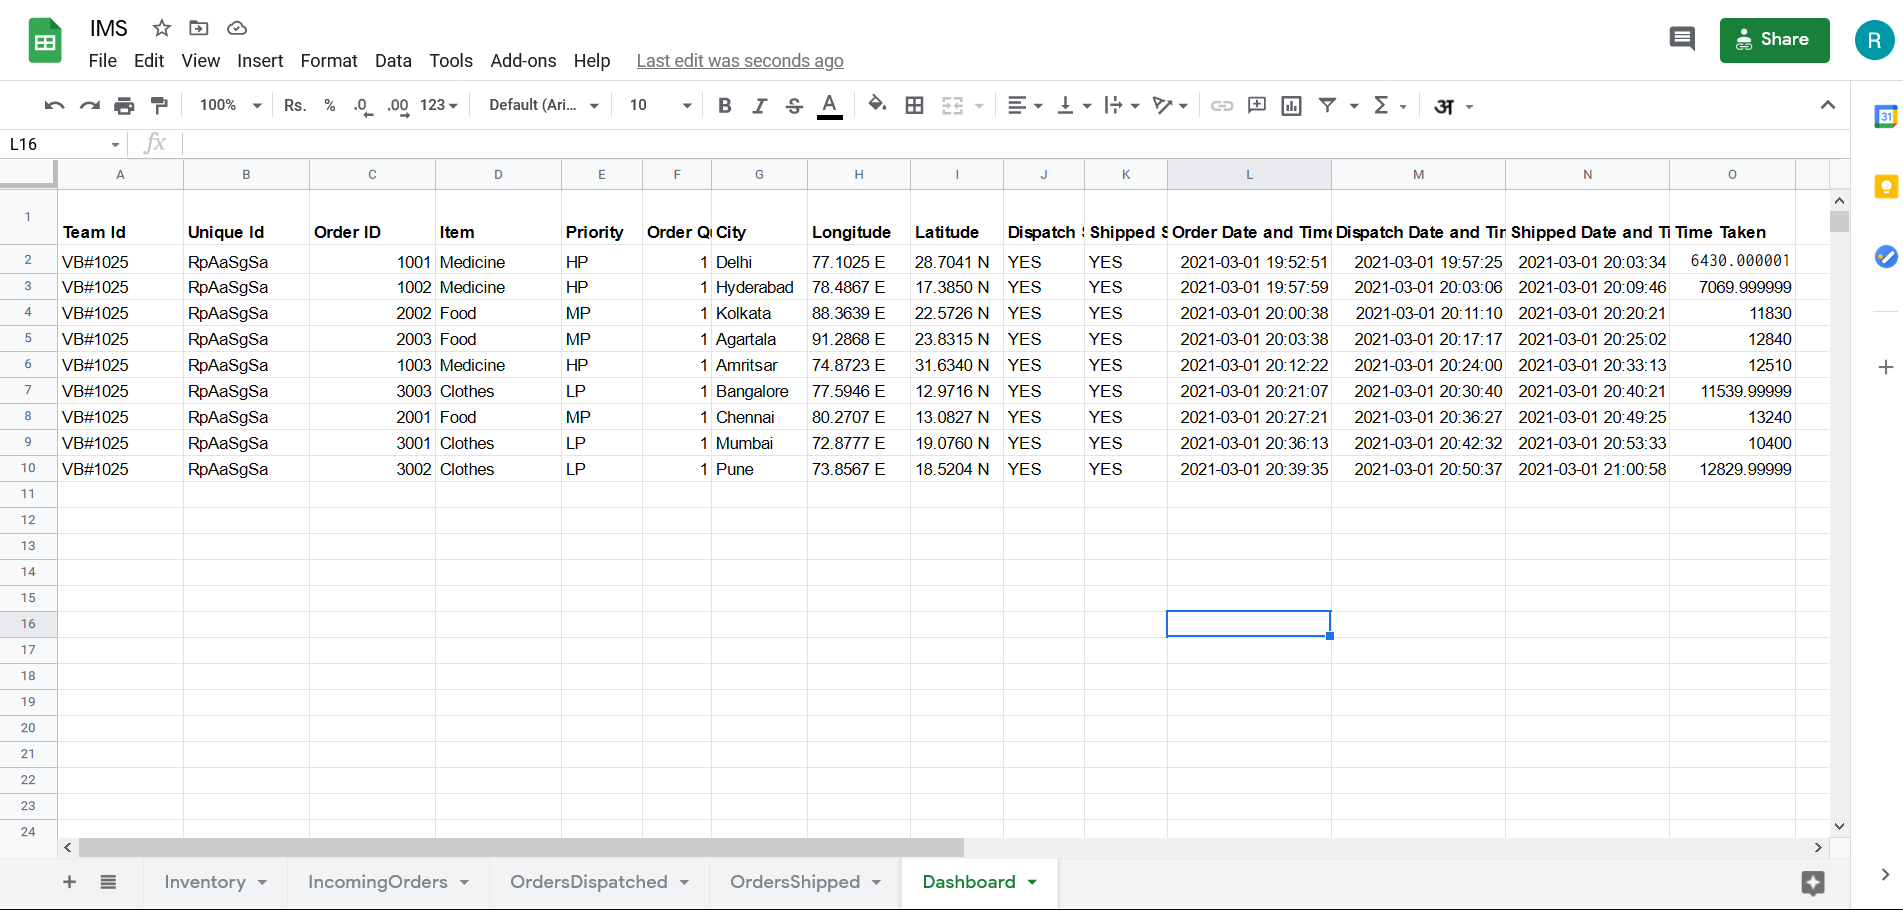 IMS
File Edit View Insert Format Data Tools Add-ons Help Last edit was seconds ago
Share
R
100% Rs. % .0 .00 123 Default (Ari... 10 B I S A अ
31
L16 fx
A B C D E F G H I J K L M N O
1 Team Id Unique Id Order ID Item Priority Order Q City Longitude Latitude Dispatch Shipped S Order Date and Time Dispatch Date and Tim Shipped Date and Ti Time Taken
2 VB#1025 RpAaSgSa 1001 Medicine HP 1 Delhi 77.1025 E 28.7041 N YES YES 2021-03-01 19:52:51 2021-03-01 19:57:25 2021-03-01 20:03:34 6430.000001
3 VB#1025 RpAaSgSa 1002 Medicine HP 1 Hyderabad 78.4867 E 17.3850 N YES YES 2021-03-01 19:57:59 2021-03-01 20:03:06 2021-03-01 20:09:46 7069.999999
4 VB#1025 RpAaSgSa 2002 Food MP 1 Kolkata 88.3639 E 22.5726 N YES YES 2021-03-01 20:00:38 2021-03-01 20:11:10 2021-03-01 20:20:21 11830
5 VB#1025 RpAaSgSa 2003 Food MP 1 Agartala 91.2868 E 23.8315 N YES YES 2021-03-01 20:03:38 2021-03-01 20:17:17 2021-03-01 20:25:02 12840
6 VB#1025 RpAaSgSa 1003 Medicine HP 1 Amritsar 74.8723 E 31.6340 N YES YES 2021-03-01 20:12:22 2021-03-01 20:24:00 2021-03-01 20:33:13 12510
7 VB#1025 RpAaSgSa 3003 Clothes LP 1 Bangalore 77.5946 E 12.9716 N YES YES 2021-03-01 20:21:07 2021-03-01 20:30:40 2021-03-01 20:40:21 11539.99999
8 VB#1025 RpAaSgSa 2001 Food MP 1 Chennai 80.2707 E 13.0827 N YES YES 2021-03-01 20:27:21 2021-03-01 20:36:27 2021-03-01 20:49:25 13240
9 VB#1025 RpAaSgSa 3001 Clothes LP 1 Mumbai 72.8777 E 19.0760 N YES YES 2021-03-01 20:36:13 2021-03-01 20:42:32 2021-03-01 20:53:33 10400
10 VB#1025 RpAaSgSa 3002 Clothes LP 1 Pune 73.8567 E 18.5204 N YES YES 2021-03-01 20:39:35 2021-03-01 20:50:37 2021-03-01 21:00:58 12829.99999
11
12
13
14
15
16
17
18
19
20
21
22
23
24
Inventory IncomingOrders OrdersDispatched OrdersShipped Dashboard